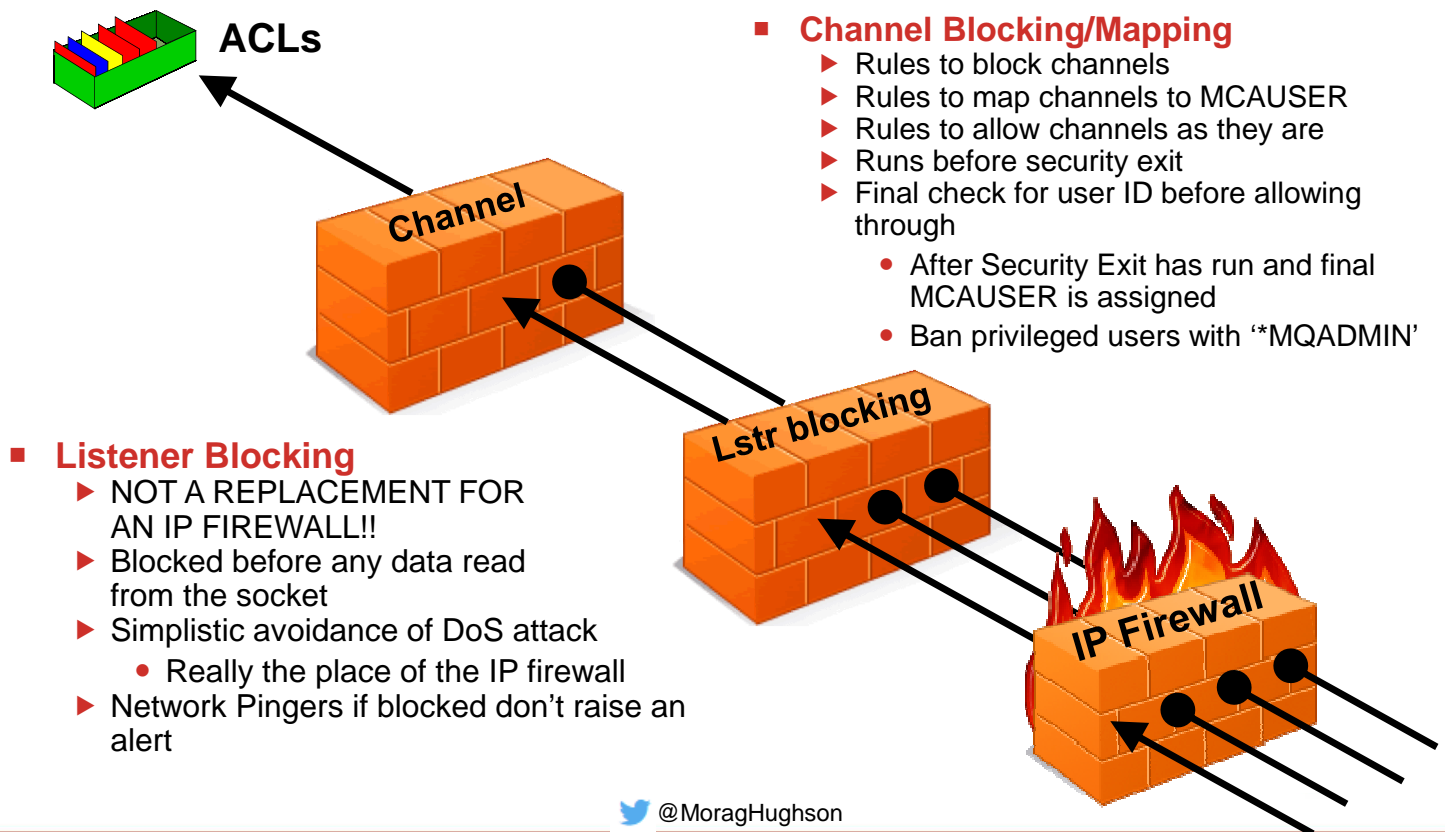 ACLs
Channel
Lstr blocking
IP Firewall
■ Channel Blocking/Mapping
▶ Rules to block channels
▶ Rules to map channels to MCAUSER
▶ Rules to allow channels as they are
▶ Runs before security exit
▶ Final check for user ID before allowing
through
• After Security Exit has run and final
MCAUSER is assigned
• Ban privileged users with ‘*MQADMIN’
■ Listener Blocking
▶ NOT A REPLACEMENT FOR
AN IP FIREWALL!!
▶ Blocked before any data read
from the socket
▶ Simplistic avoidance of DoS attack
• Really the place of the IP firewall
▶ Network Pingers if blocked don’t raise an
alert
@MoragHughson